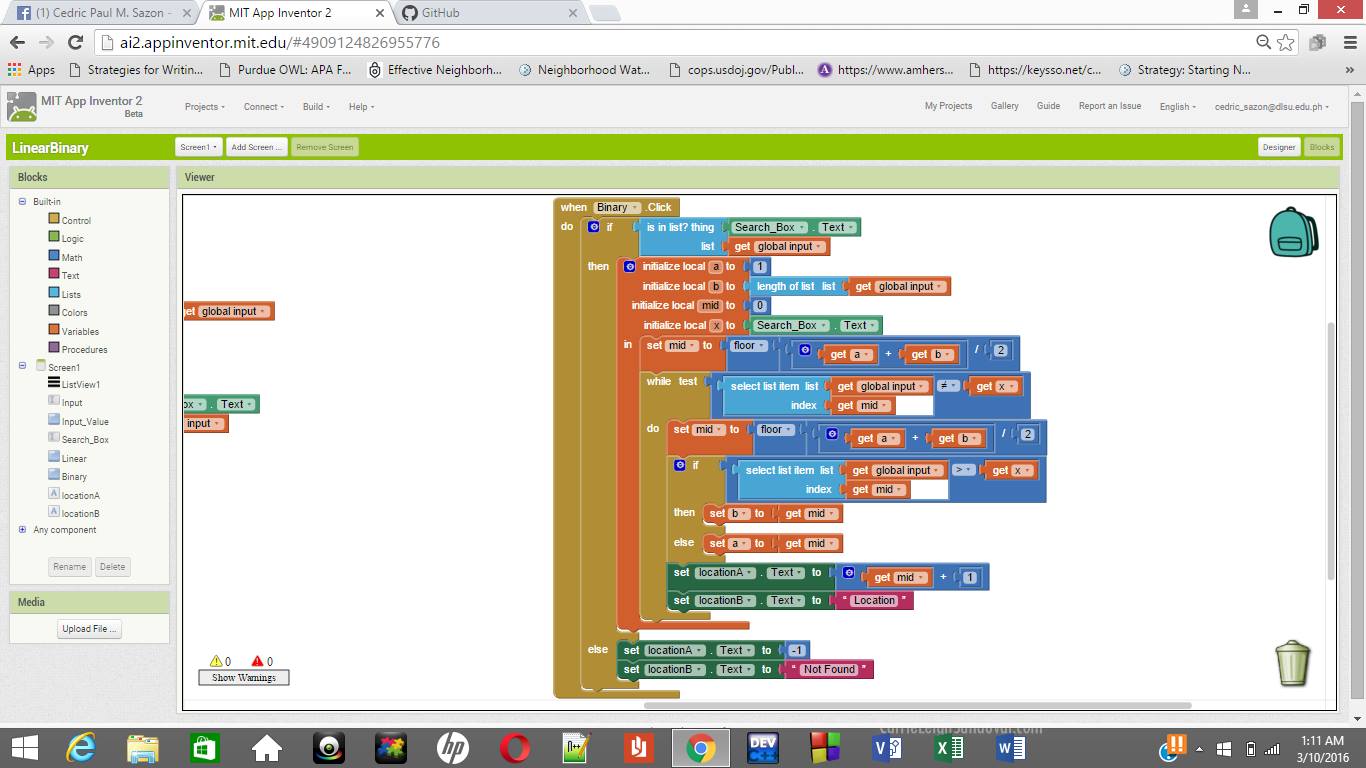 (1) Cedric Paul M. Sazon - MIT App Inventor 2 GitHub
ai2.appinventor.mit.edu/#4909124826955776
Apps Strategies for Writin... Purdue OWL: APA F... Effective Neighborh... Neighborhood Wat... cops.usdoj.gov/Publ... https://www.amhers... https://keysso.net/c... Strategy: Starting N... »
MIT App Inventor 2
Beta
Projects Connect Build Help My Projects Gallery Guide Report an Issue English cedric_sazon@dlsu.edu.ph
LinearBinary Screen1 Add Screen ... Remove Screen Designer Blocks
Blocks
Built-in
Control
Logic
Math
Text
Lists
Colors
Variables
Procedures
Screen1
ListView1
Input
Input_Value
Search_Box
Linear
Binary
locationA
locationB
Any component
Rename Delete
Media
Upload File ...
Viewer
get global input
ox . Text
input
when Binary .Click
do if is in list? thing Search_Box . Text
list get global input
then initialize local a to 1
initialize local b to length of list list get global input
initialize local mid to 0
initialize local x to Search_Box . Text
in set mid to floor get a + get b / 2
while test select list item list get global input ≠ get x
index get mid
do set mid to floor get a + get b / 2
if select list item list get global input > get x
index get mid
then set b to get mid
else set a to get mid
set locationA . Text to get mid + 1
set locationB . Text to " Location "
else set locationA . Text to -1
set locationB . Text to " Not Found "
0 0
Show Warnings
1:11 AM
3/10/2016